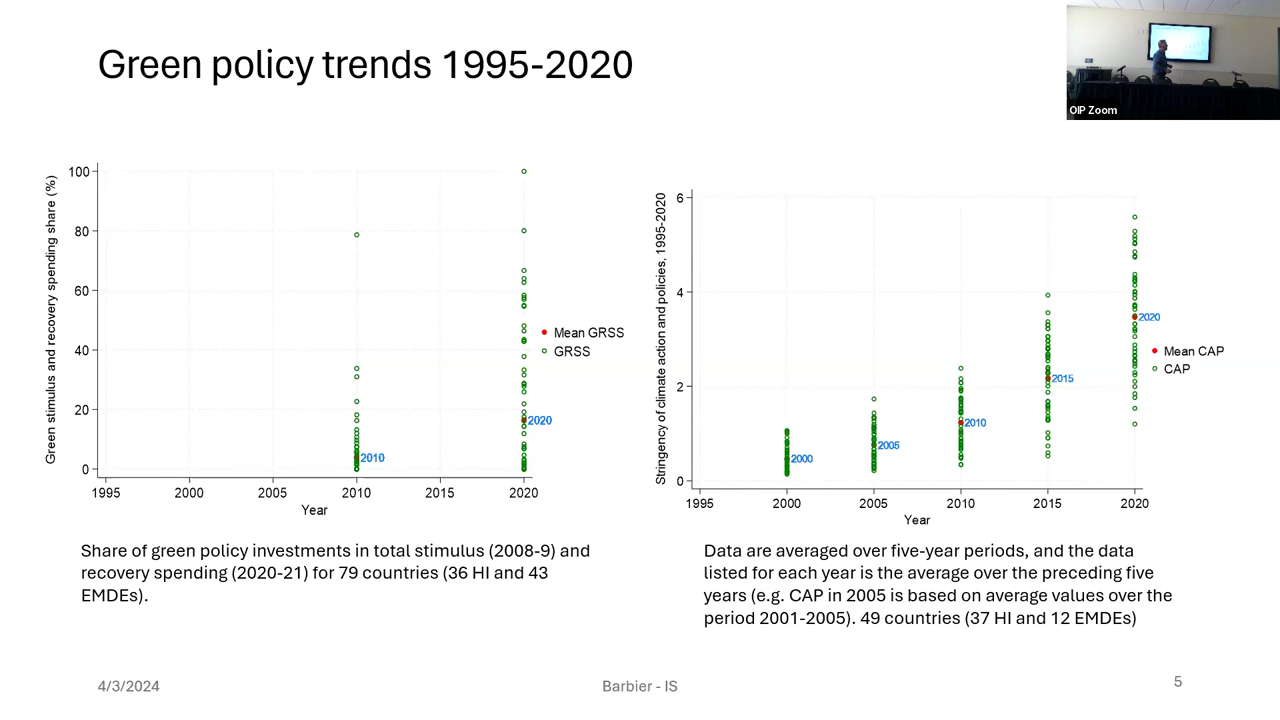 Green policy trends 1995-2020
OIP Zoom
Green stimulus and recovery spending share (%)
100
80
60
40
20
0
2010
2020
Mean GRSS
GRSS
1995
2000
2005
2010
2015
2020
Year
Share of green policy investments in total stimulus (2008-9) and
recovery spending (2020-21) for 79 countries (36 HI and 43
EMDEs).
Stringency of climate action and policies, 1995-2020
6
4
2
0
2000
2005
2010
2015
2020
Mean CAP
CAP
1995
2000
2005
2010
2015
2020
Year
Data are averaged over five-year periods, and the data
listed for each year is the average over the preceding five
years (e.g. CAP in 2005 is based on average values over the
period 2001-2005). 49 countries (37 HI and 12 EMDEs)
4/3/2024
Barbier - IS
5